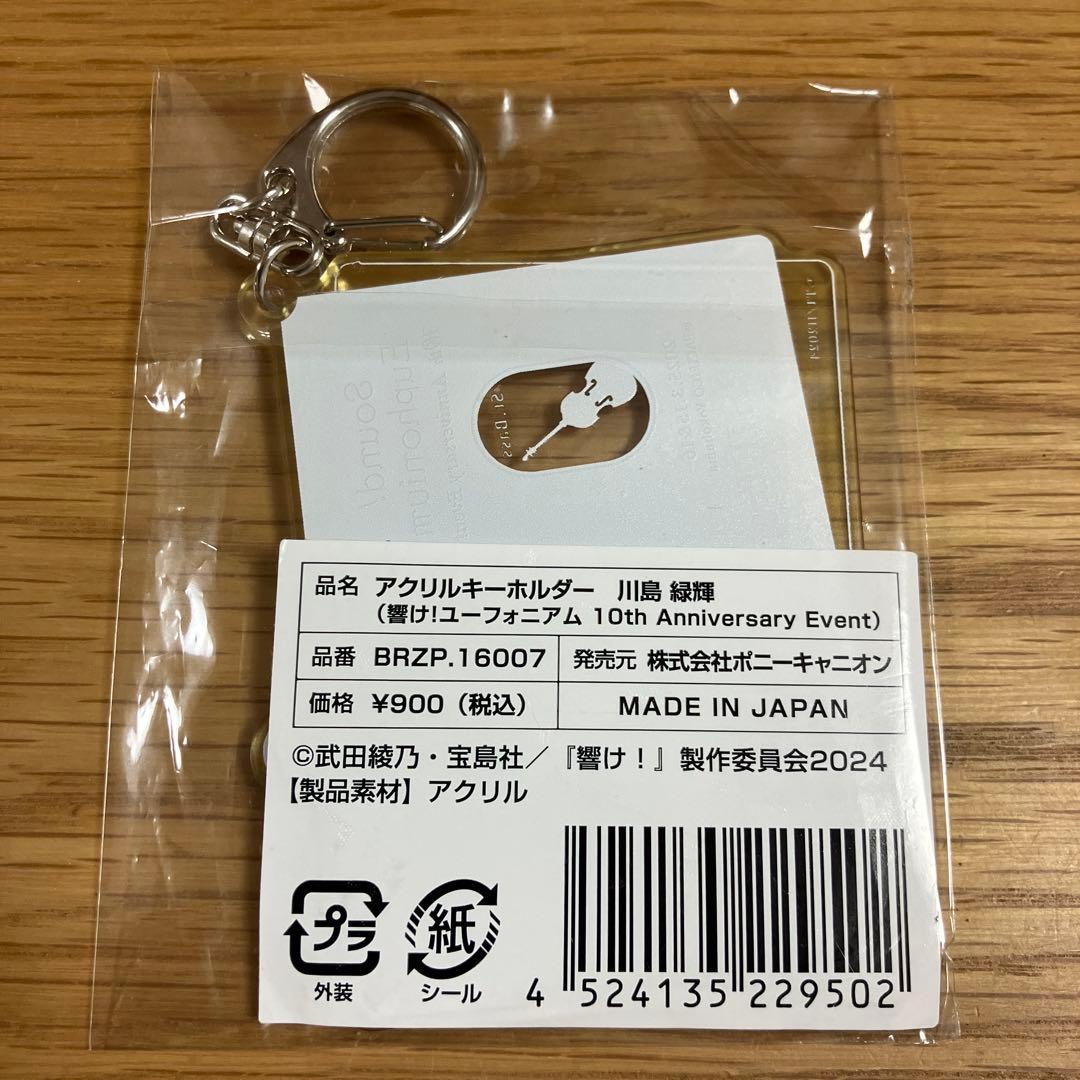 Sound!
Euphonium
St. Bass
品名 アクリルキーホルダー 川島 緑輝
(響け!ユーフォニアム 10th Anniversary Event)
品番 BRZP.16007 発売元 株式会社ポニーキャニオン
価格 ¥900(税込) MADE IN JAPAN
©武田綾乃・宝島社/『響け!』製作委員会2024
【製品素材】アクリル
プラ
外装
紙
シール
4 524135 229502